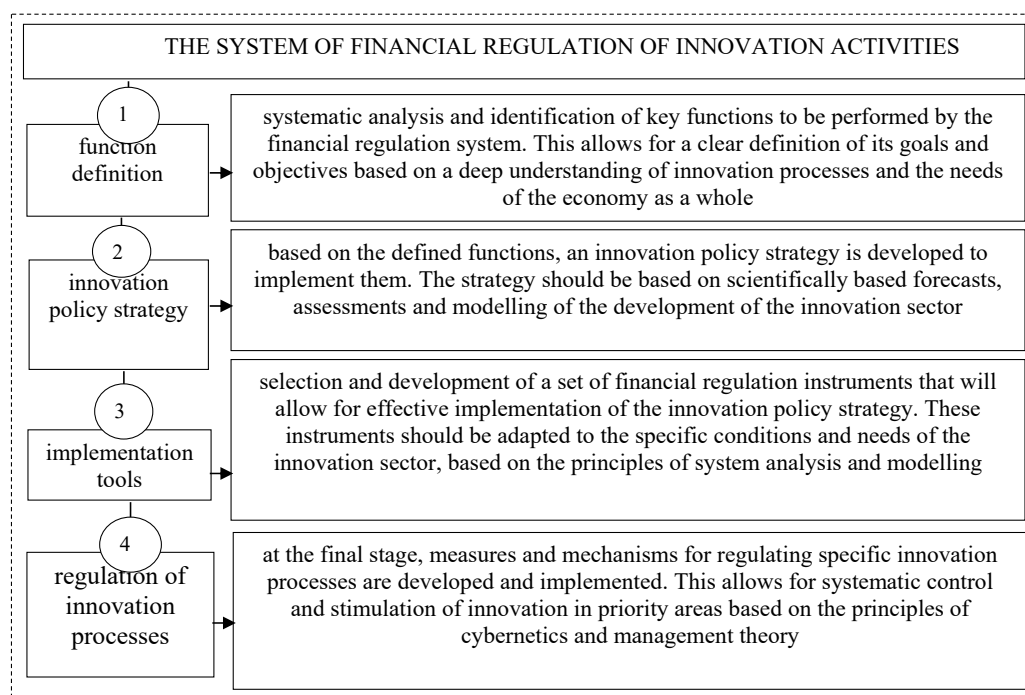 THE SYSTEM OF FINANCIAL REGULATION OF INNOVATION ACTIVITIES
1
function
definition
systematic analysis and identification of key functions to be performed by the
financial regulation system. This allows for a clear definition of its goals and
objectives based on a deep understanding of innovation processes and the needs
of the economy as a whole
2
innovation
policy strategy
based on the defined functions, an innovation policy strategy is developed to
implement them. The strategy should be based on scientifically based forecasts,
assessments and modelling of the development of the innovation sector
3
implementation
tools
selection and development of a set of financial regulation instruments that will
allow for effective implementation of the innovation policy strategy. These
instruments should be adapted to the specific conditions and needs of the
innovation sector, based on the principles of system analysis and modelling
4
regulation of
innovation
processes
at the final stage, measures and mechanisms for regulating specific innovation
processes are developed and implemented. This allows for systematic control
and stimulation of innovation in priority areas based on the principles of
cybernetics and management theory